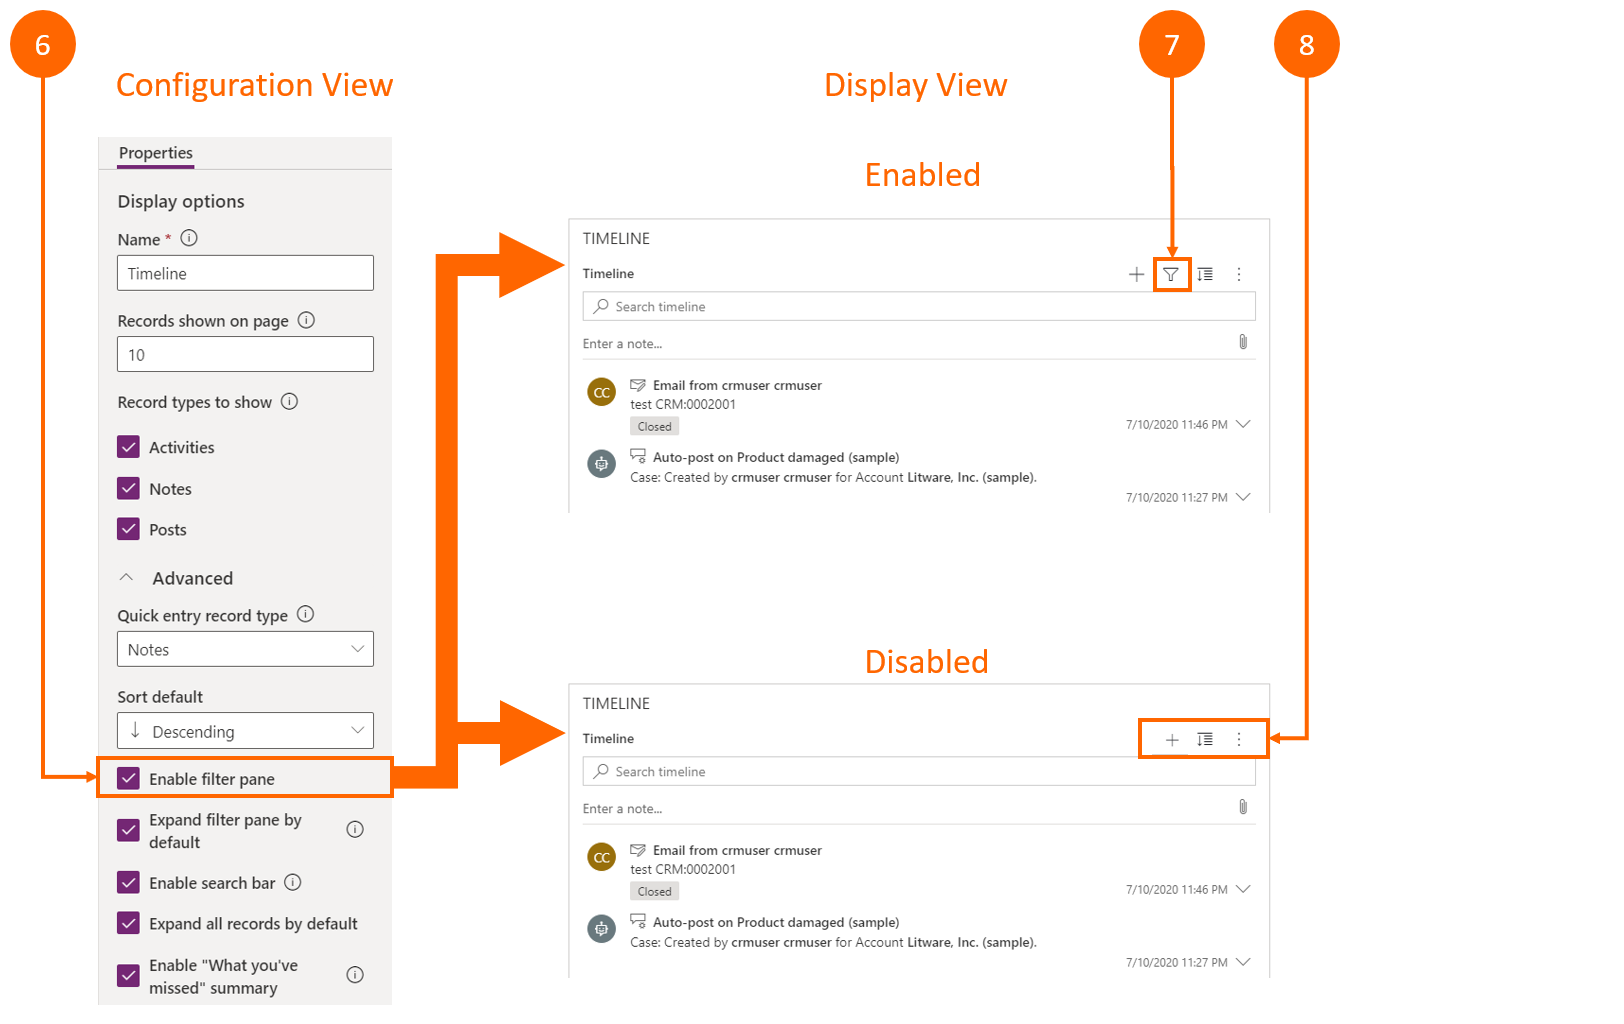 6
7
8
Configuration View
Display View
Properties
Display options
Name *
Timeline
Records shown on page
10
Record types to show
Activities
Notes
Posts
Advanced
Quick entry record type
Notes
Sort default
Descending
Enable filter pane
Expand filter pane by
default
Enable search bar
Expand all records by default
Enable "What you've
missed" summary
Enabled
TIMELINE
Timeline
Search timeline
Enter a note...
CC
Email from crmuser crmuser
test CRM:0002001
Closed
7/10/2020 11:46 PM
Auto-post on Product damaged (sample)
Case: Created by crmuser crmuser for Account Litware, Inc. (sample).
7/10/2020 11:27 PM
Disabled
TIMELINE
Timeline
Search timeline
Enter a note...
CC
Email from crmuser crmuser
test CRM:0002001
Closed
7/10/2020 11:46 PM
Auto-post on Product damaged (sample)
Case: Created by crmuser crmuser for Account Litware, Inc. (sample).
7/10/2020 11:27 PM